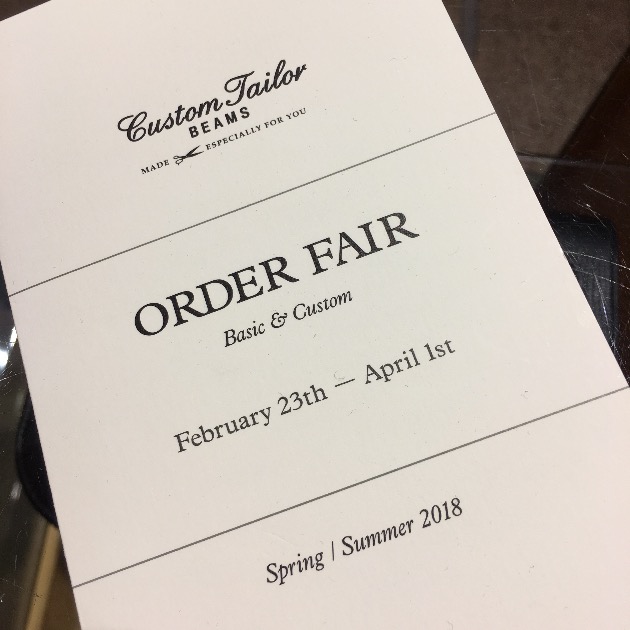 Custom Tailor
BEAMS
MADE ESPECIALLY FOR YOU
ORDER FAIR
Basic & Custom
February 23th — April 1st
Spring | Summer 2018